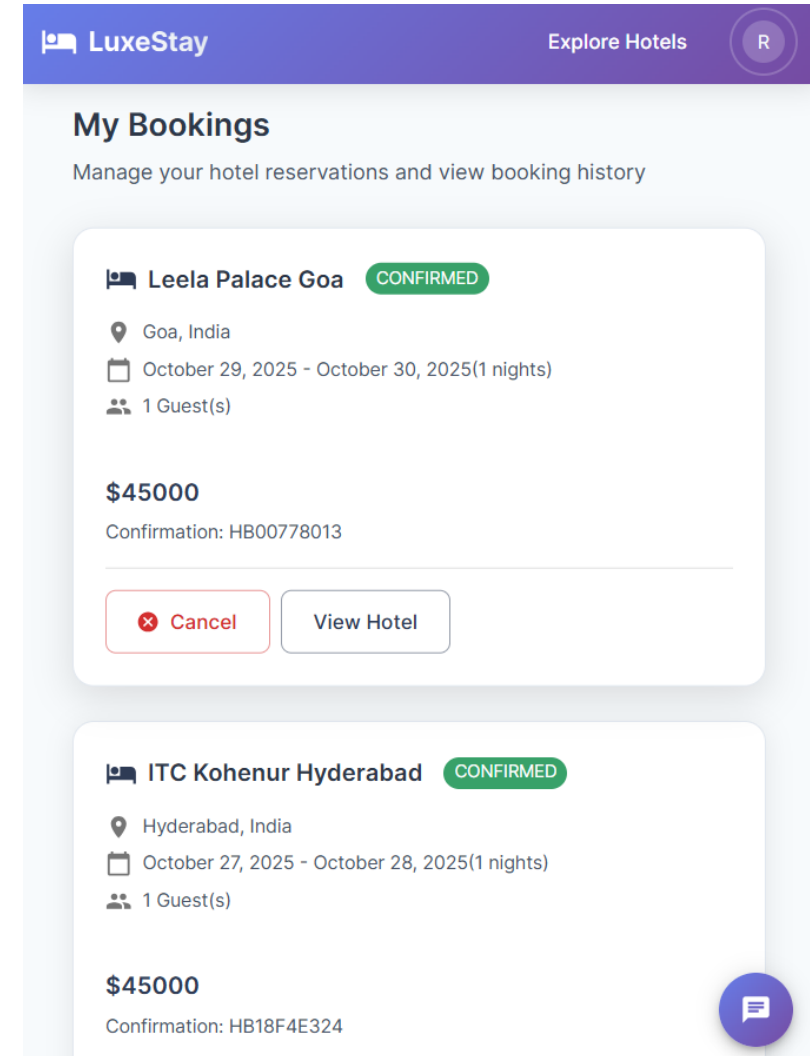 LuxeStay Explore Hotels R
My Bookings
Manage your hotel reservations and view booking history
Leela Palace Goa CONFIRMED
Goa, India
October 29, 2025 - October 30, 2025(1 nights)
1 Guest(s)
$45000
Confirmation: HB00778013
Cancel View Hotel
ITC Kohenur Hyderabad CONFIRMED
Hyderabad, India
October 27, 2025 - October 28, 2025(1 nights)
1 Guest(s)
$45000
Confirmation: HB18F4E324